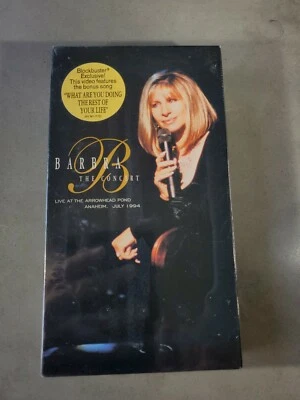 Blockbuster®
Exclusive!
This video features
the bonus song
"WHAT ARE YOU DOING
THE REST OF
YOUR LIFE"
BARBRA
B
THE CONCERT
LIVE AT THE ARROWHEAD POND
ANAHEIM, JULY 1994